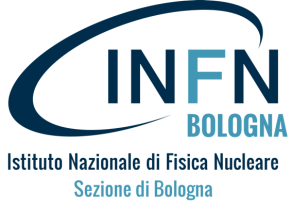 INFN
BOLOGNA
Istituto Nazionale di Fisica Nucleare
Sezione di Bologna